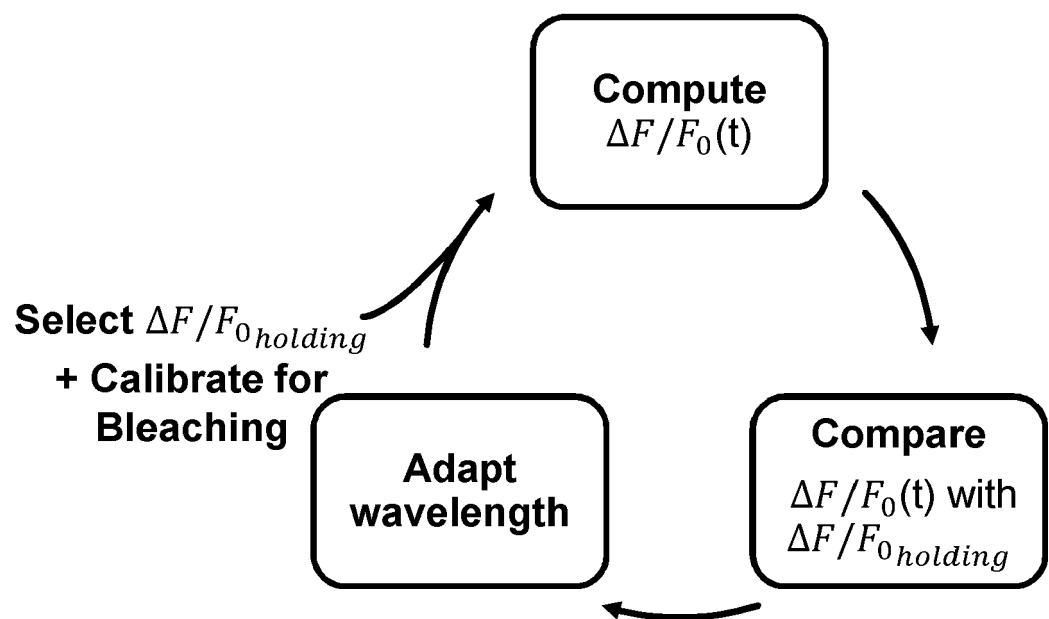 Compute
ΔF/F₀(t)
Select ΔF/F₀ₕₒₗdᵢₙg
+ Calibrate for
Bleaching
Adapt
wavelength
Compare
ΔF/F₀(t) with
ΔF/F₀ₕₒₗdᵢₙg